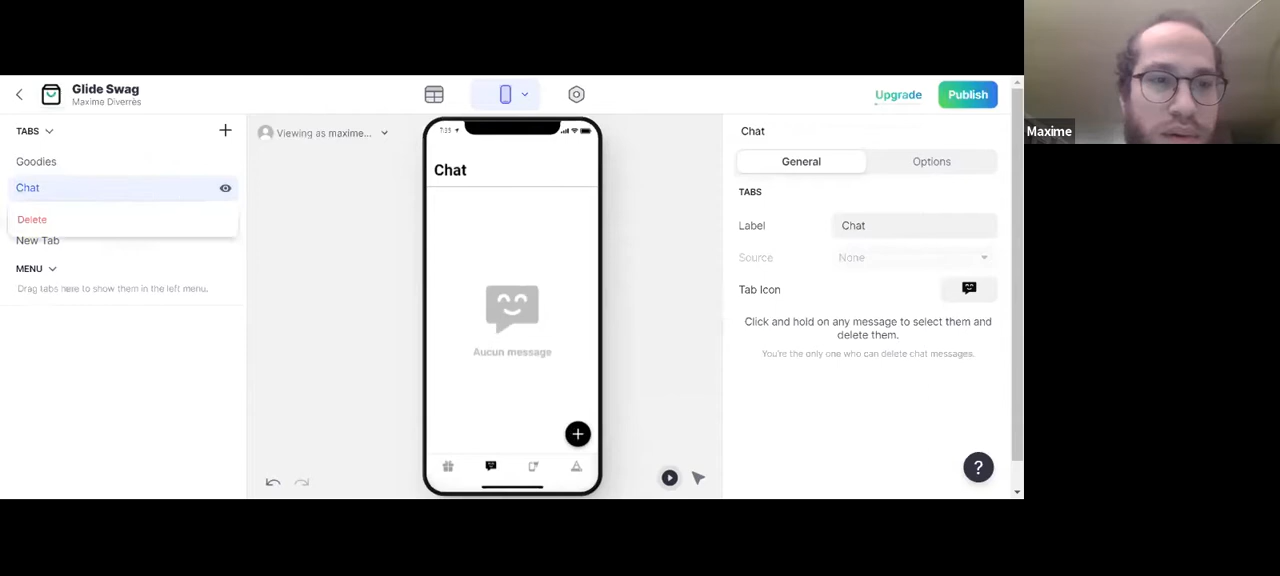 Glide Swag
Maxime Diverrès
Upgrade
Publish
TABS
Goodies
Chat
Delete
New Tab
MENU
Drag tabs here to show them in the left menu.
Viewing as maxime...
7:35
Chat
Aucun message
Chat
General
Options
TABS
Label
Chat
Source
None
Tab Icon
Click and hold on any message to select them and
delete them.
You're the only one who can delete chat messages.
?
Maxime